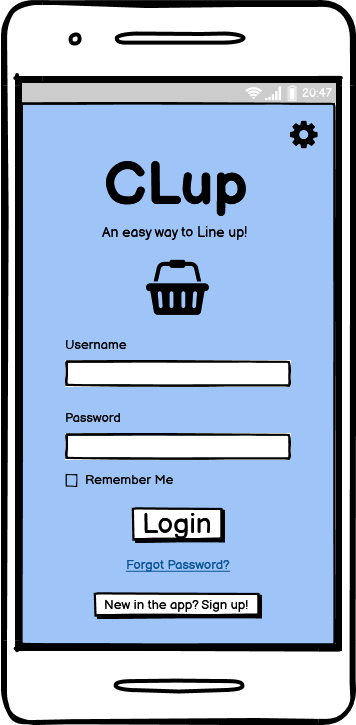 20:47
CLup
An easy way to Line up!
Username
Password
Remember Me
Login
Forgot Password?
New in the app? Sign up!